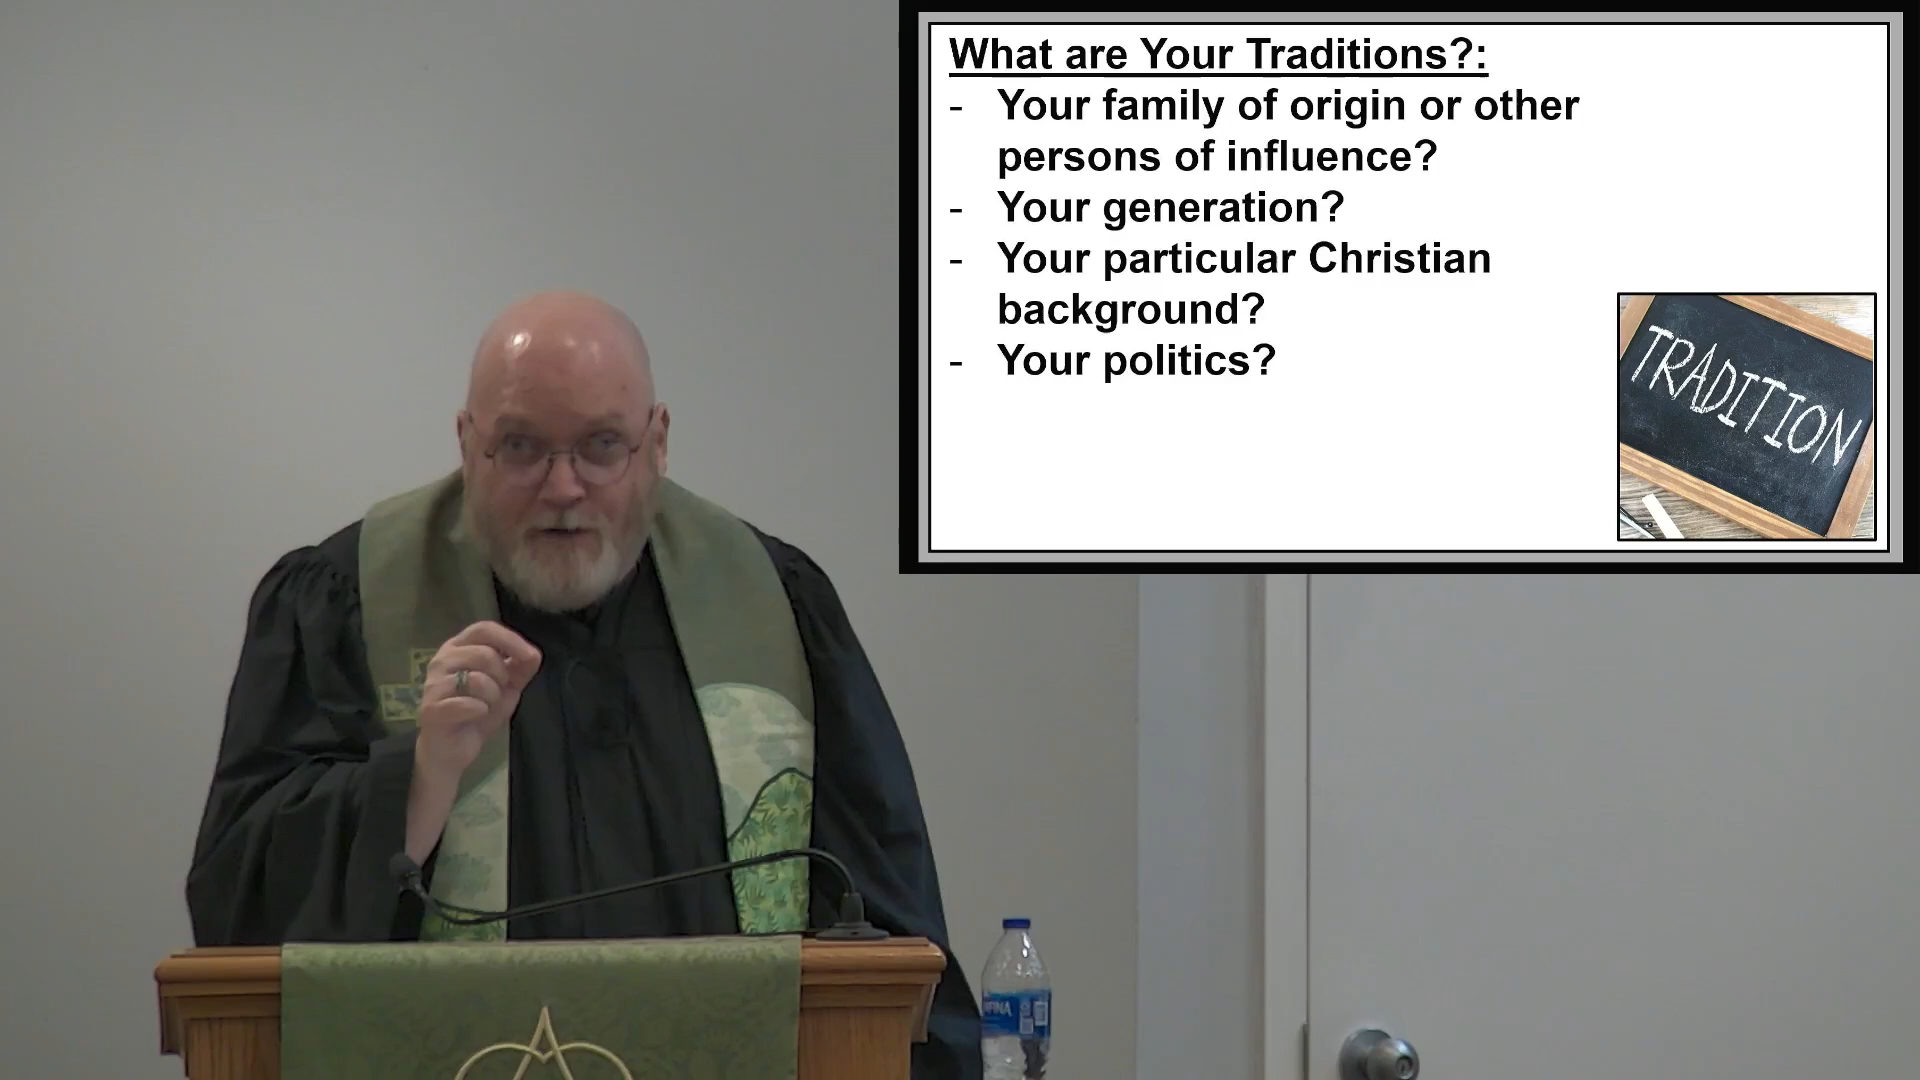 What are Your Traditions?:
- Your family of origin or other
persons of influence?
- Your generation?
- Your particular Christian
background?
- Your politics?
TRADITION